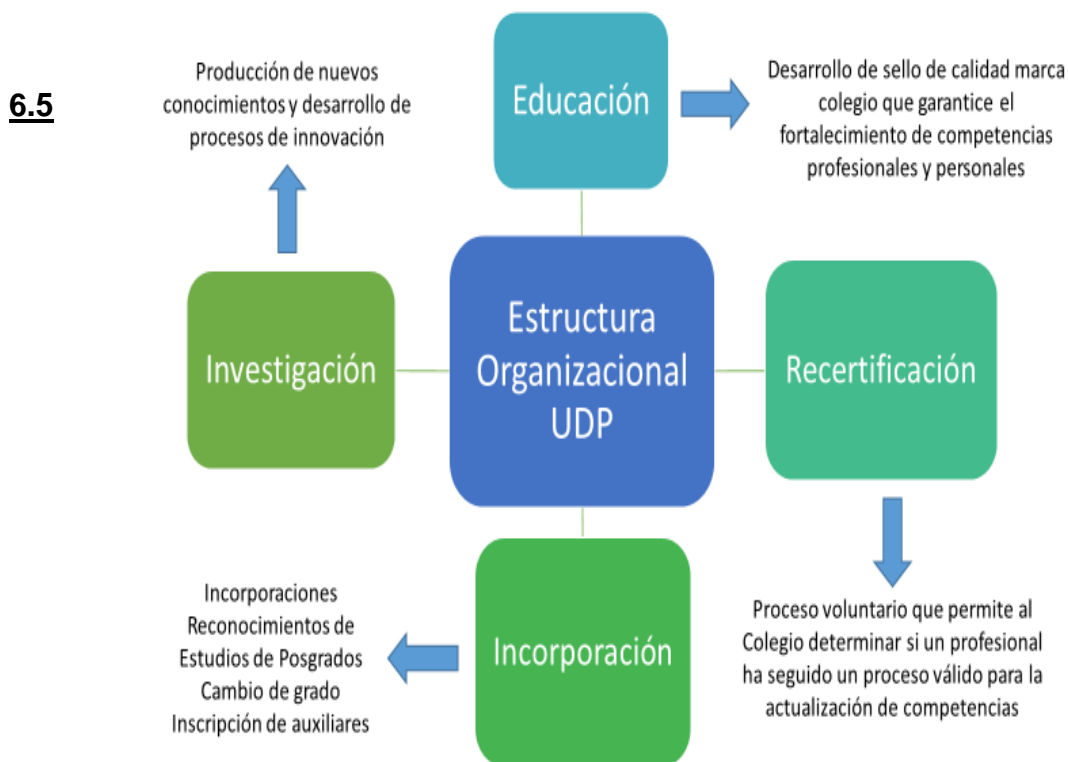 6.5
Producción de nuevos
conocimientos y desarrollo de
procesos de innovación
Educación
Desarrollo de sello de calidad marca
colegio que garantice el
fortalecimiento de competencias
profesionales y personales
Investigación
Estructura
Organizacional
UDP
Recertificación
Incorporaciones
Reconocimientos de
Estudios de Posgrados
Cambio de grado
Inscripción de auxiliares
Incorporación
Proceso voluntario que permite al
Colegio determinar si un profesional
ha seguido un proceso válido para la
actualización de competencias